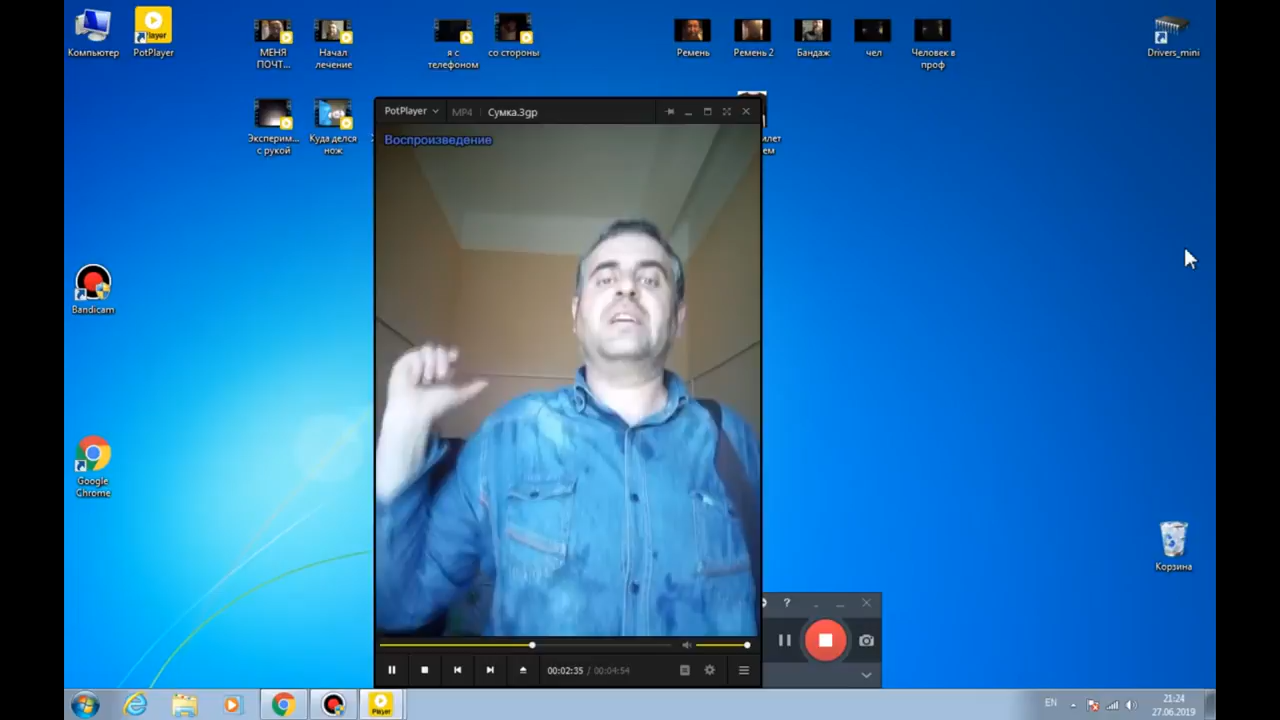 Компьютер
PotPlayer
МЕНЯ
ПОЧТ...
Начал
лечение
я с
телефоном
со стороны
Ремень
Ремень 2
Бандаж
чел
Человек в
проф
Drivers_mini
Эксперим...
с рукой
Куда делся
нож
PotPlayer
MP4
Сумка.3gp
Воспроизведение
Bandicam
Google
Chrome
Корзина
?
00:02:35 / 00:04:54
Player
EN
21:24
27.06.2019